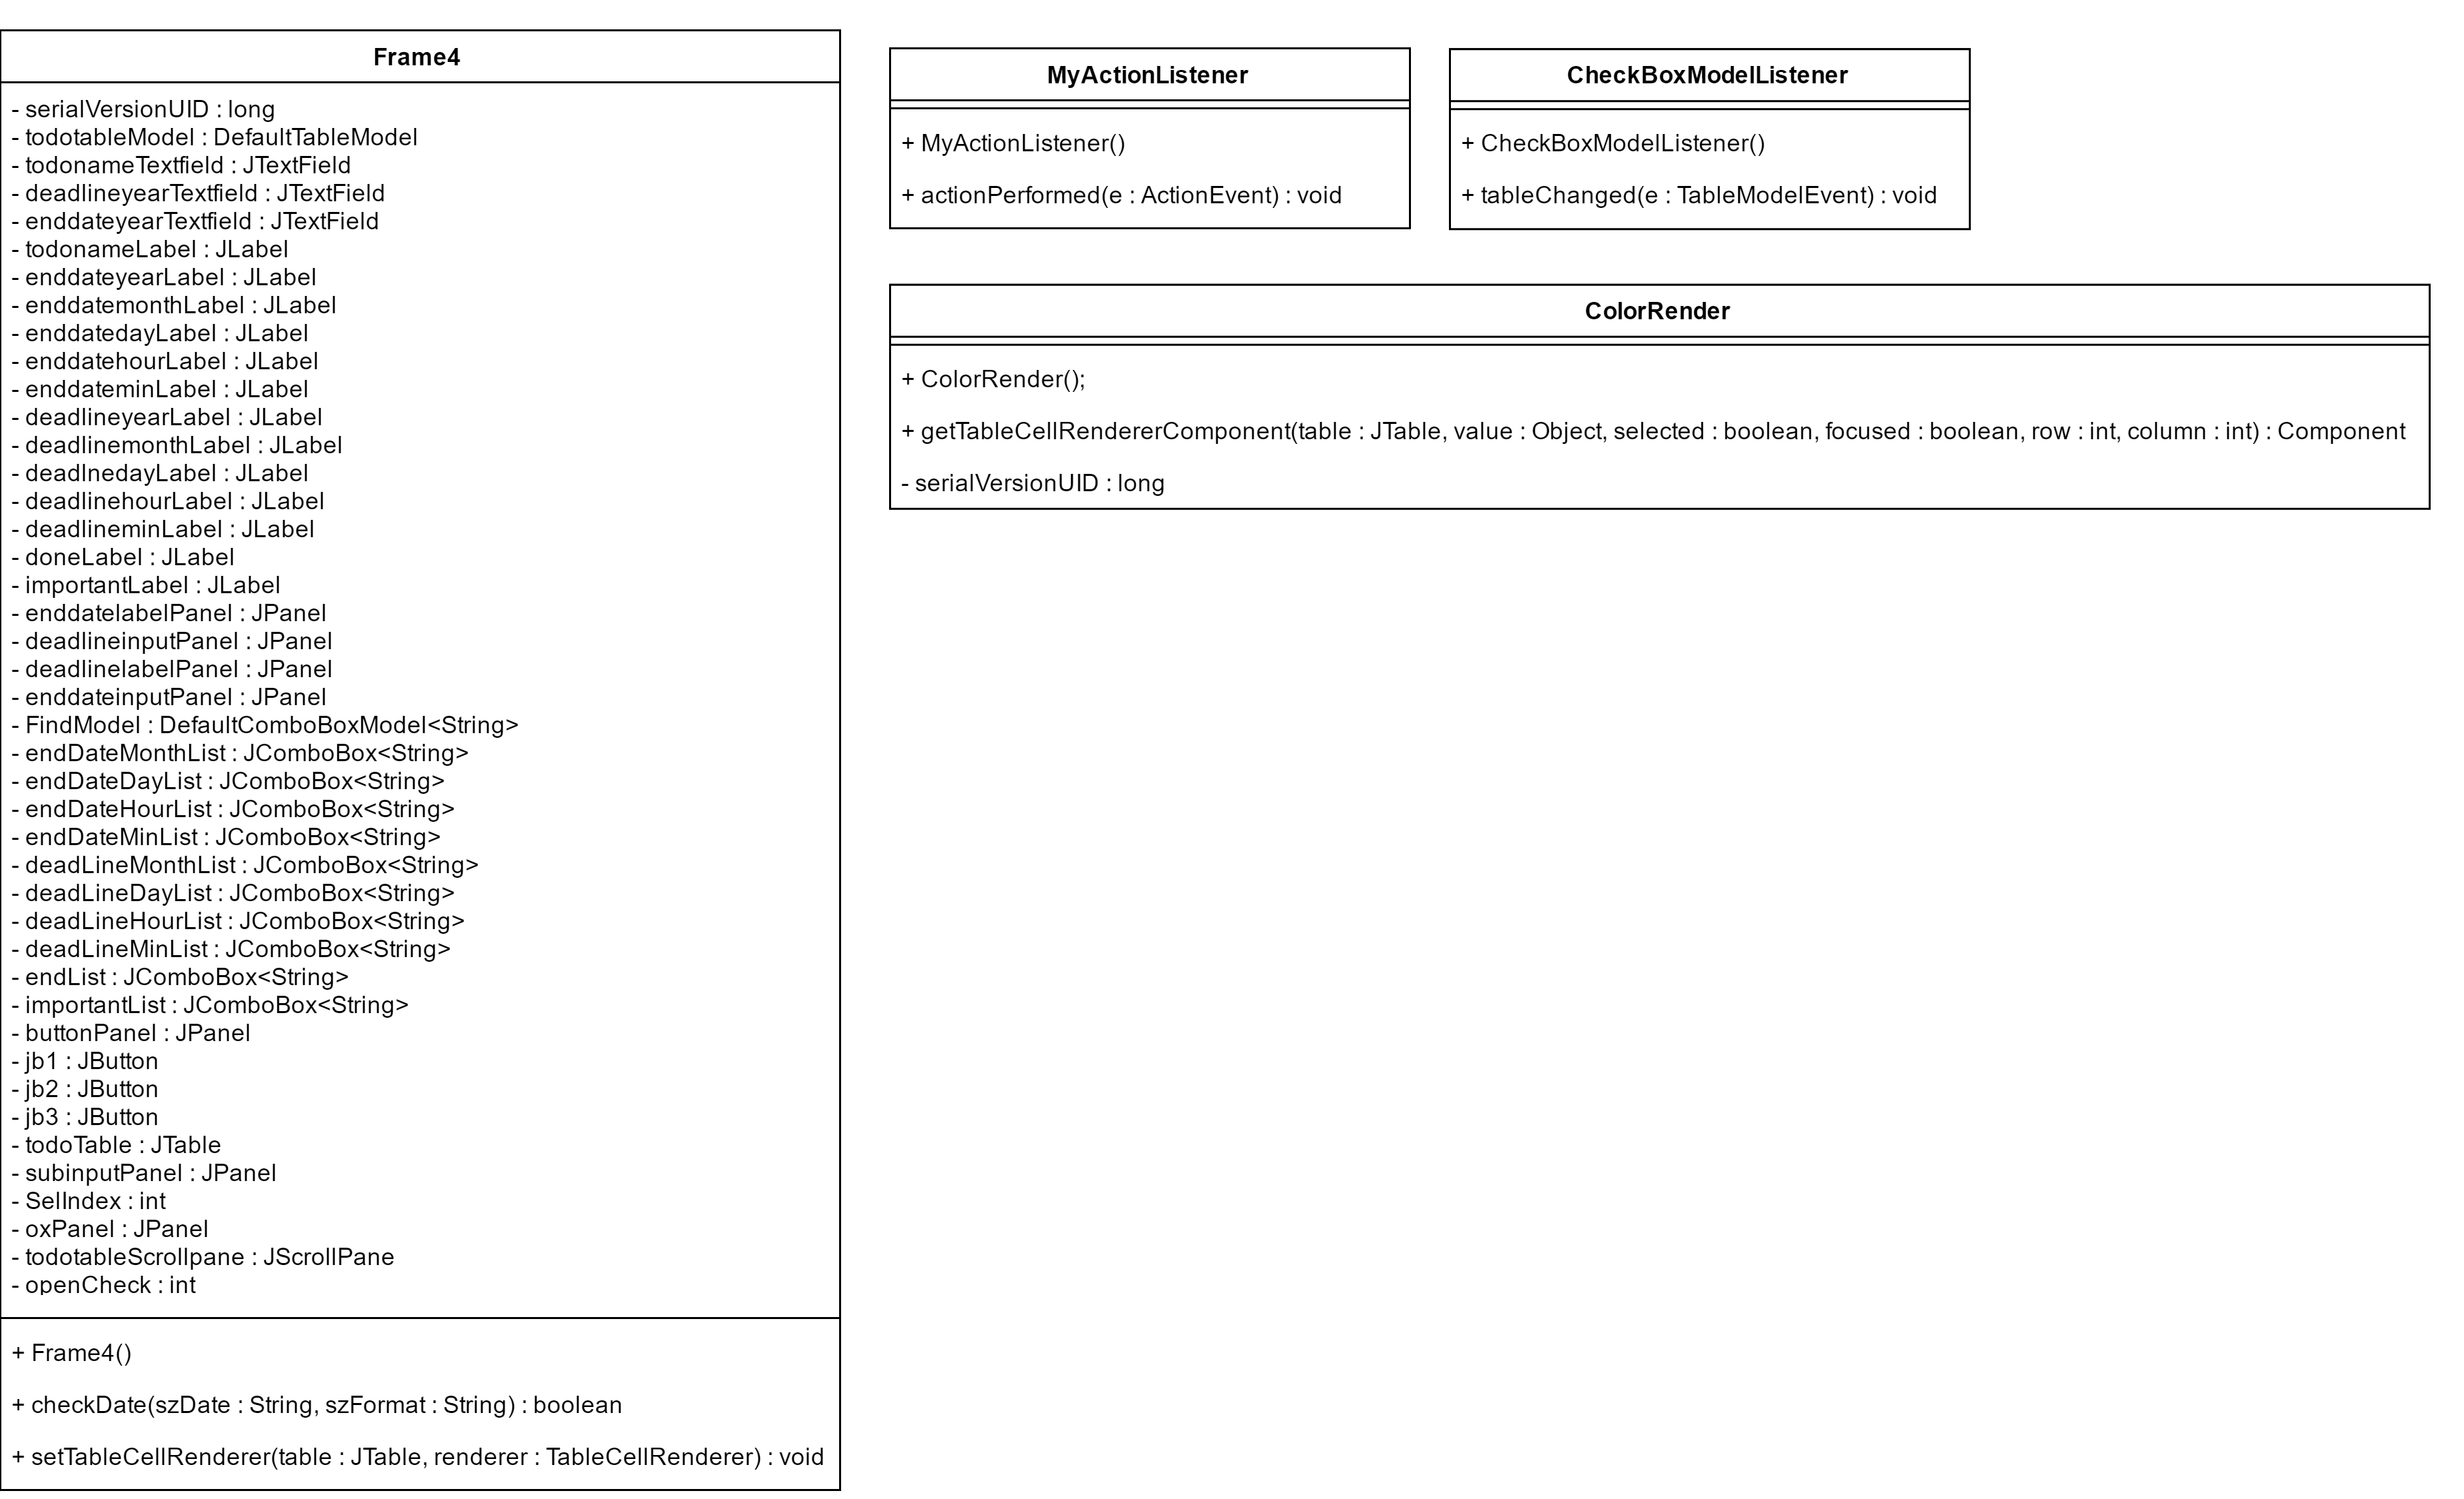 Frame4
- serialVersionUID : long
- todotableModel : DefaultTableModel
- todonameTextfield : JTextField
- deadlineyearTextfield : JTextField
- enddateyearTextfield : JTextField
- todonameLabel : JLabel
- enddateyearLabel : JLabel
- enddatemonthLabel : JLabel
- enddatedayLabel : JLabel
- enddatehourLabel : JLabel
- enddateminLabel : JLabel
- deadlineyearLabel : JLabel
- deadlinemonthLabel : JLabel
- deadlnedayLabel : JLabel
- deadlinehourLabel : JLabel
- deadlineminLabel : JLabel
- doneLabel : JLabel
- importantLabel : JLabel
- enddatelabelPanel : JPanel
- deadlineinputPanel : JPanel
- deadlinelabelPanel : JPanel
- enddateinputPanel : JPanel
- FindModel : DefaultComboBoxModel<String>
- endDateMonthList : JComboBox<String>
- endDateDayList : JComboBox<String>
- endDateHourList : JComboBox<String>
- endDateMinList : JComboBox<String>
- deadLineMonthList : JComboBox<String>
- deadLineDayList : JComboBox<String>
- deadLineHourList : JComboBox<String>
- deadLineMinList : JComboBox<String>
- endList : JComboBox<String>
- importantList : JComboBox<String>
- buttonPanel : JPanel
- jb1 : JButton
- jb2 : JButton
- jb3 : JButton
- todoTable : JTable
- subinputPanel : JPanel
- SelIndex : int
- oxPanel : JPanel
- todotableScrollpane : JScrollPane
- openCheck : int
+ Frame4()
+ checkDate(szDate : String, szFormat : String) : boolean
+ setTableCellRenderer(table : JTable, renderer : TableCellRenderer) : void
MyActionListener
+ MyActionListener()
+ actionPerformed(e : ActionEvent) : void
CheckBoxModelListener
+ CheckBoxModelListener()
+ tableChanged(e : TableModelEvent) : void
ColorRender
+ ColorRender();
+ getTableCellRendererComponent(table : JTable, value : Object, selected : boolean, focused : boolean, row : int, column : int) : Component
- serialVersionUID : long